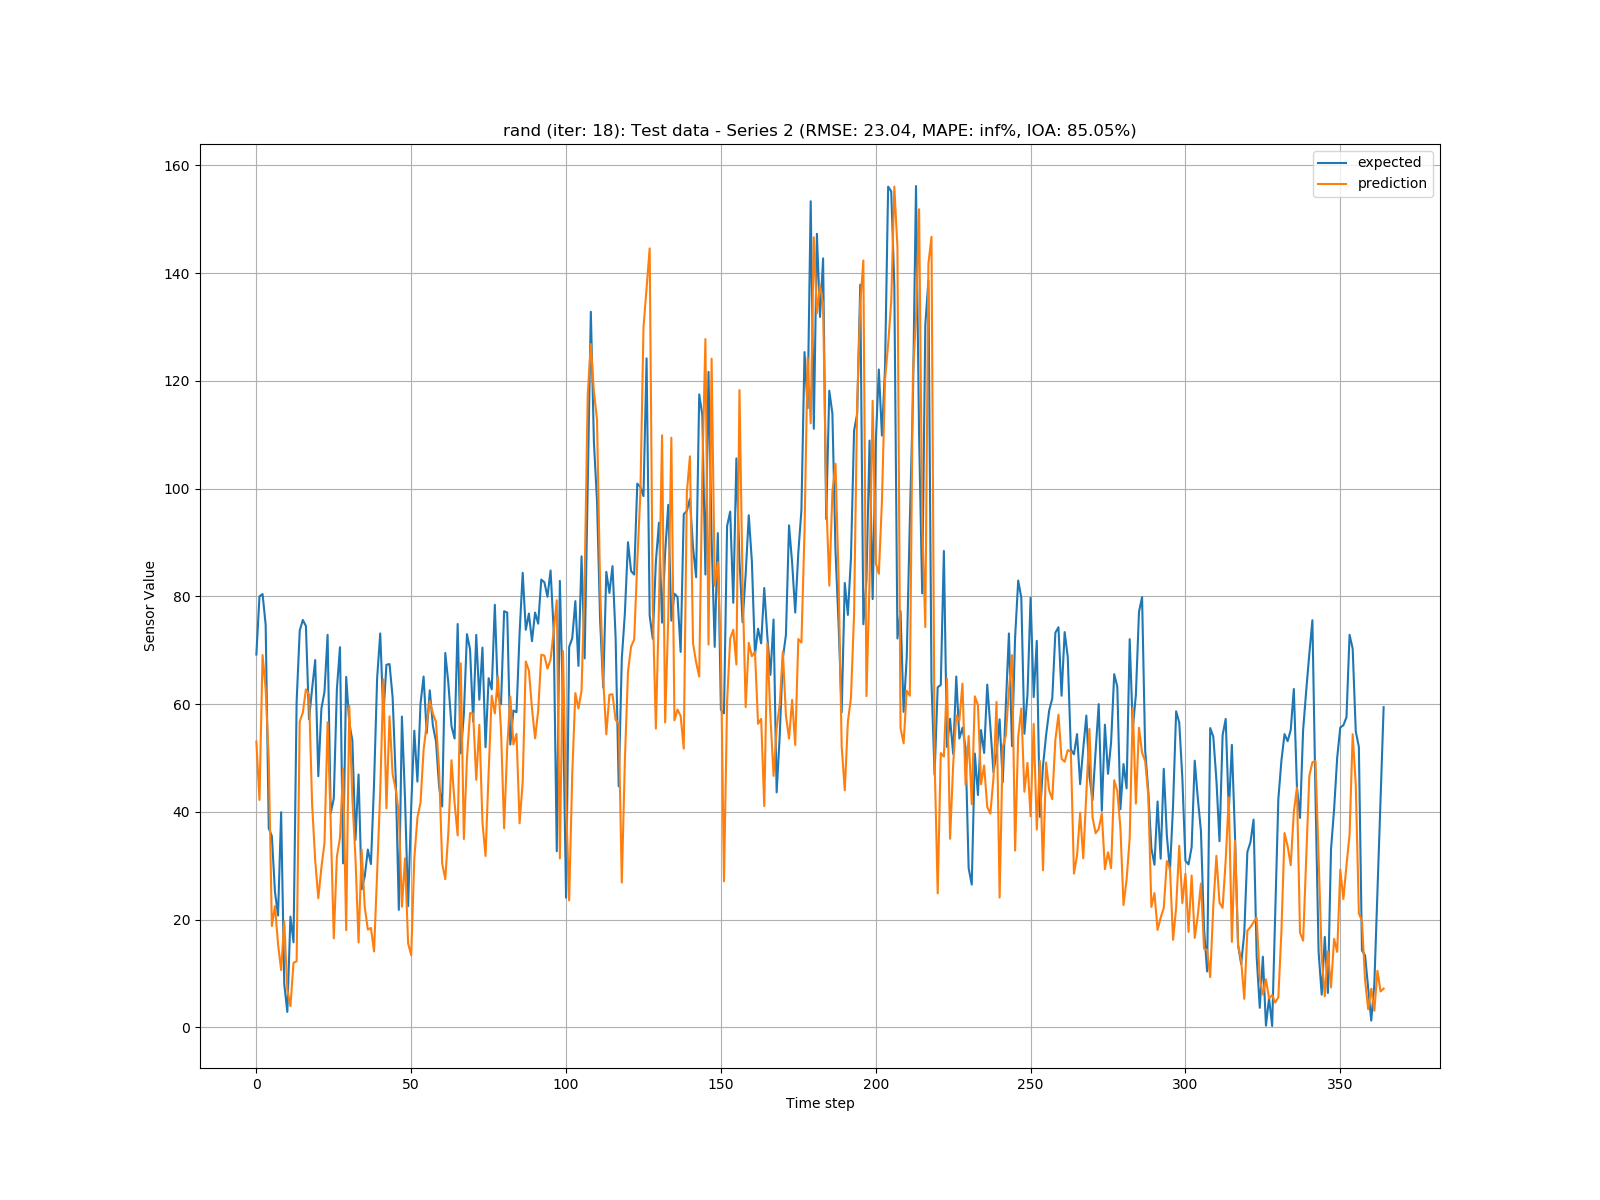 rand (iter: 18): Test data - Series 2 (RMSE: 23.04, MAPE: inf%, IOA: 85.05%)
expected
prediction
160
140
120
100
80
60
40
20
0
Sensor Value
0 50 100 150 200 250 300 350
Time step